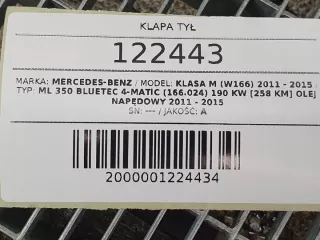 KLAPA TYŁ
122443
MARKA: MERCEDES-BENZ / MODEL: KLASA M (W166) 2011 - 2015 /
TYP: ML 350 BLUETEC 4-MATIC (166.024) 190 KW [258 KM] OLEJ
NAPĘDOWY 2011 - 2015
SN: --- / JAKOŚĆ: A
2000001224434